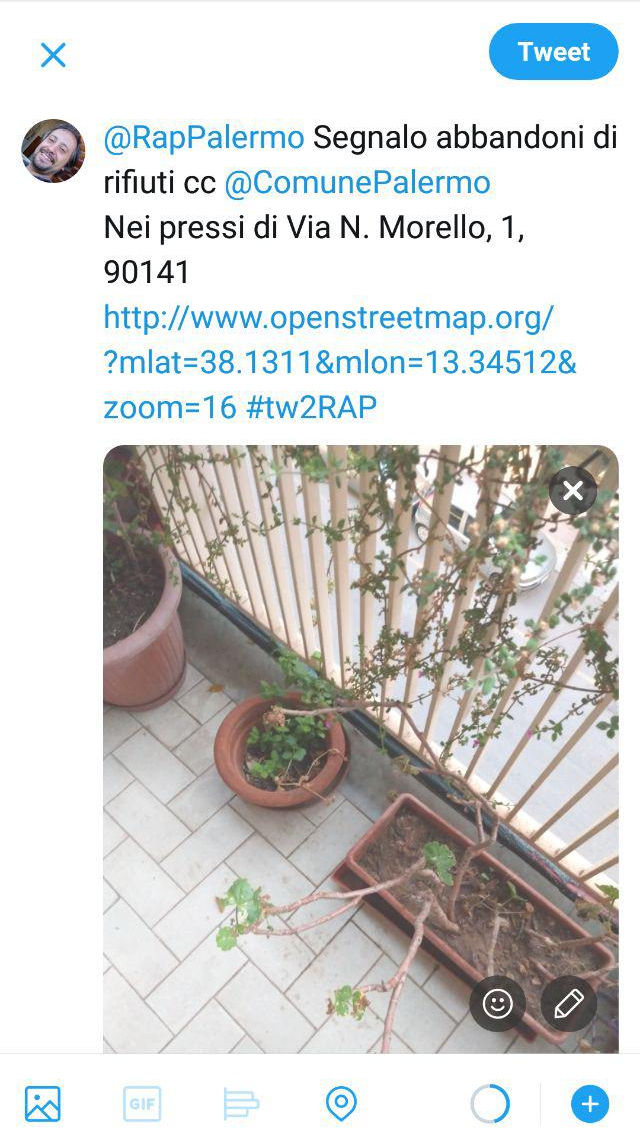 Tweet
@RapPalermo Segnalo abbandoni di
rifiuti cc @ComunePalermo
Nei pressi di Via N. Morello, 1,
90141
http://www.openstreetmap.org/
?mlat=38.1311&mlon=13.34512&
zoom=16 #tw2RAP
GIF